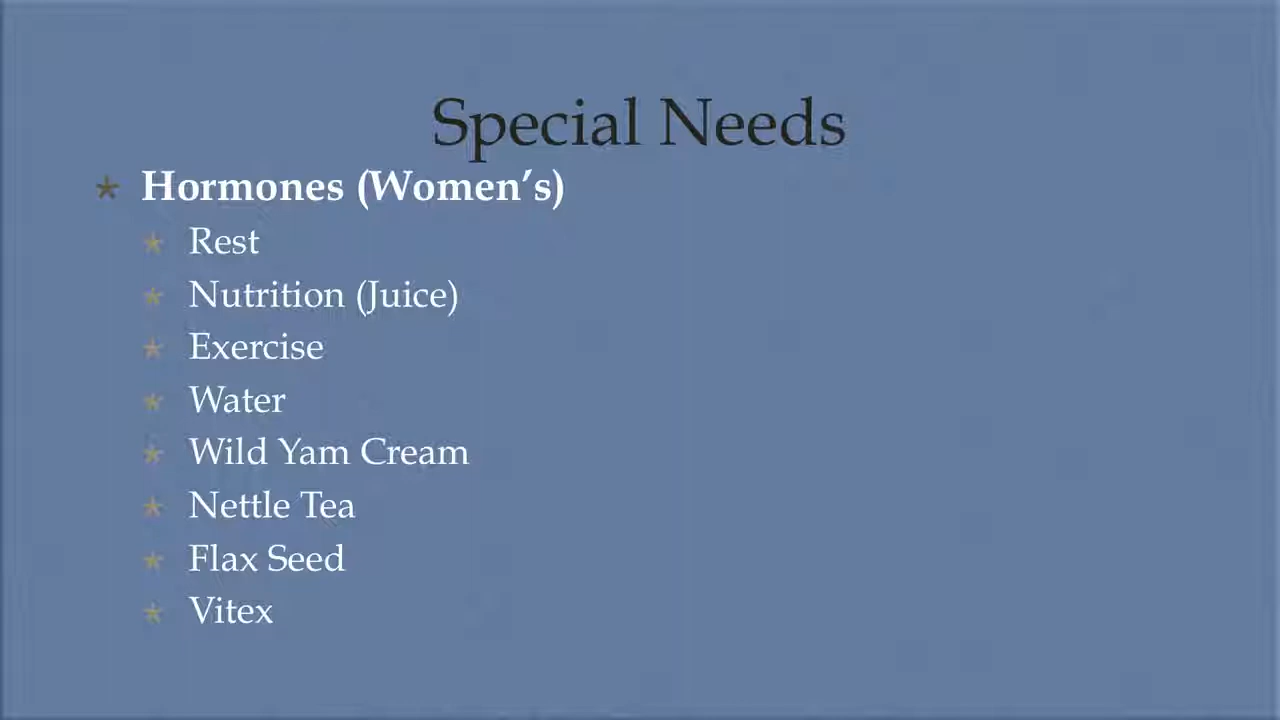 Special Needs
Hormones (Women’s)
Rest
Nutrition (Juice)
Exercise
Water
Wild Yam Cream
Nettle Tea
Flax Seed
Vitex